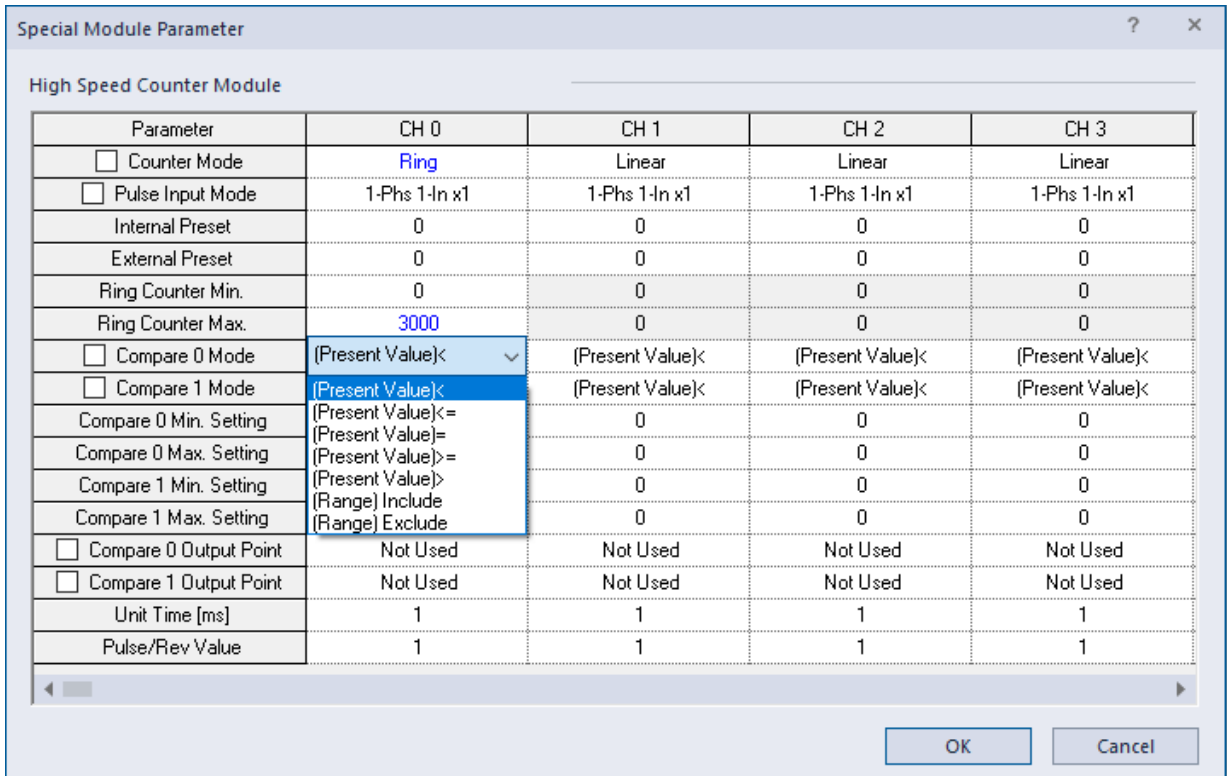 Special Module Parameter ? ×
High Speed Counter Module
Parameter CH 0 CH 1 CH 2 CH 3
Counter Mode Ring Linear Linear Linear
Pulse Input Mode 1-Phs 1-In x1 1-Phs 1-In x1 1-Phs 1-In x1 1-Phs 1-In x1
Internal Preset 0 0 0 0
External Preset 0 0 0 0
Ring Counter Min. 0 0 0 0
Ring Counter Max. 3000 0 0 0
Compare 0 Mode (Present Value)< (Present Value)< (Present Value)< (Present Value)<
Compare 1 Mode (Present Value)< (Present Value)< (Present Value)<
(Present Value)<
(Present Value)<=
(Present Value)=
(Present Value)>=
(Present Value)>
(Range) Include
(Range) Exclude
Compare 0 Min. Setting 0 0 0
Compare 0 Max. Setting 0 0 0
Compare 1 Min. Setting 0 0 0
Compare 1 Max. Setting 0 0 0
Compare 0 Output Point Not Used Not Used Not Used Not Used
Compare 1 Output Point Not Used Not Used Not Used Not Used
Unit Time [ms] 1 1 1 1
Pulse/Rev Value 1 1 1 1
OK Cancel